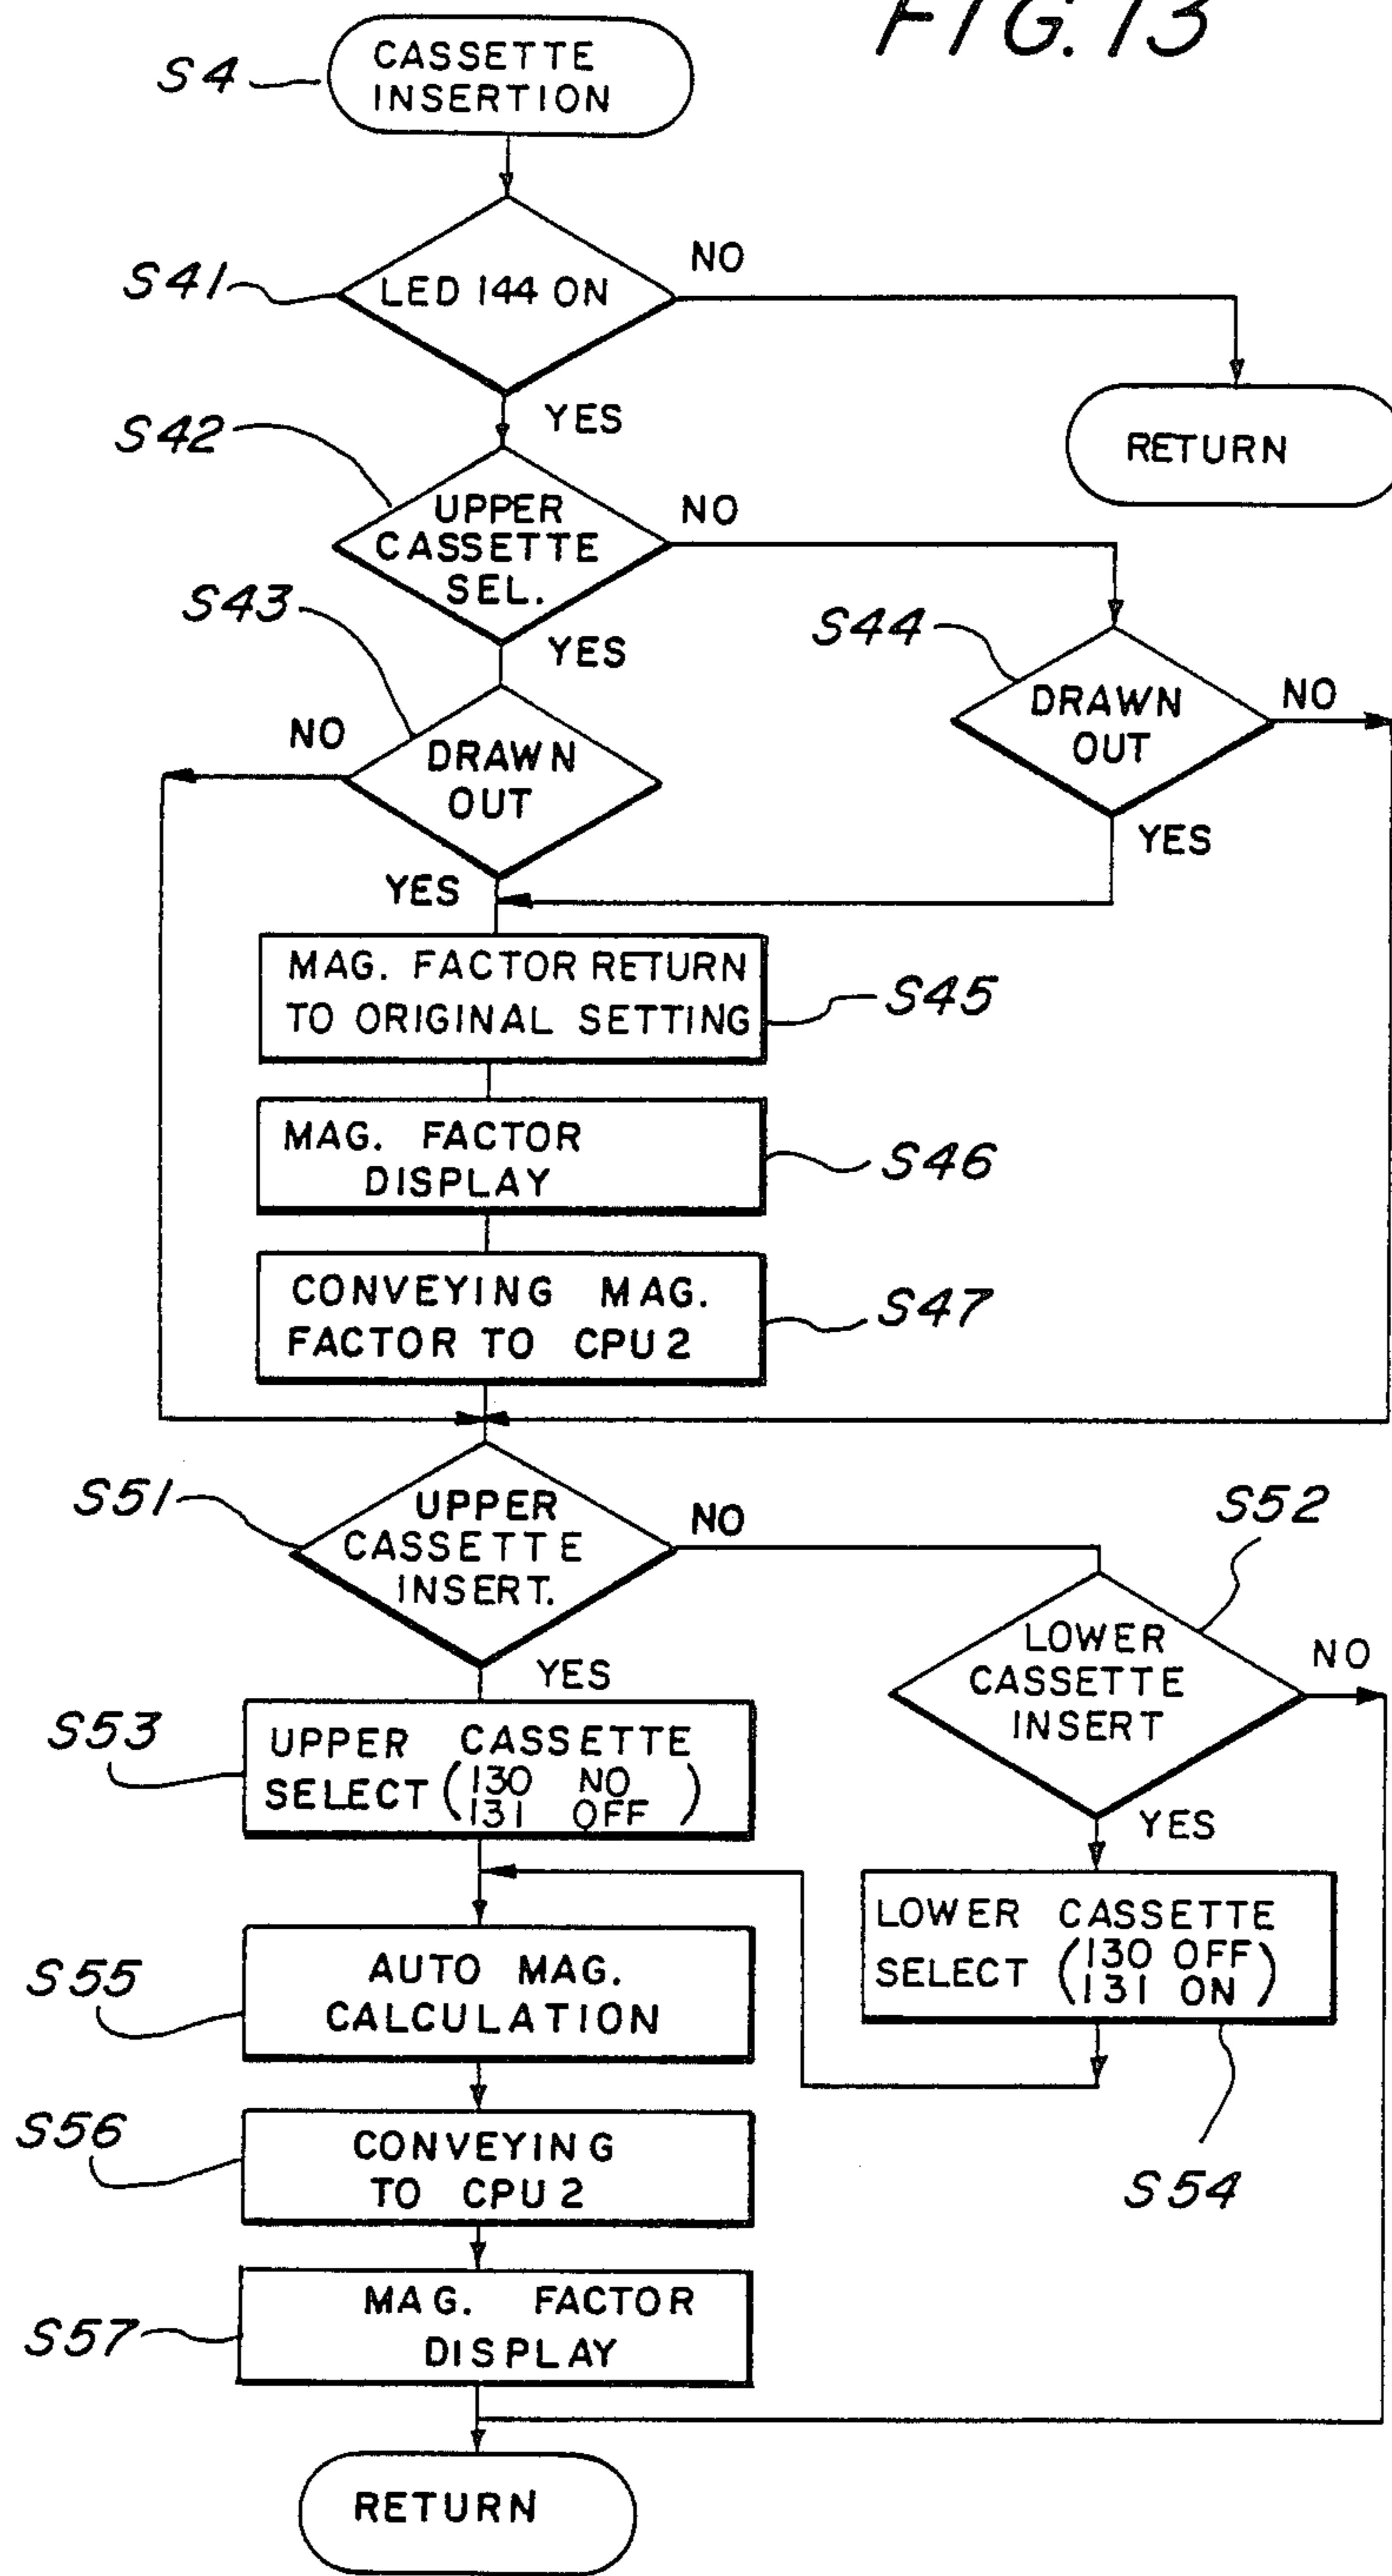 FIG. 13
S4
CASSETTE
INSERTION
S41
LED 144 ON
NO
YES
RETURN
S42
UPPER
CASSETTE
SEL.
NO
YES
S43
DRAWN
OUT
NO
YES
S44
DRAWN
OUT
NO
YES
MAG. FACTOR RETURN
TO ORIGINAL SETTING
S45
MAG. FACTOR
DISPLAY
S46
CONVEYING MAG.
FACTOR TO CPU 2
S47
S51
UPPER
CASSETTE
INSERT.
NO
YES
S52
LOWER
CASSETTE
INSERT
NO
YES
S53
UPPER CASSETTE
SELECT (130 NO
131 OFF)
LOWER CASSETTE
SELECT (130 OFF
131 ON)
S54
S55
AUTO MAG.
CALCULATION
S56
CONVEYING
TO CPU 2
S57
MAG. FACTOR
DISPLAY
RETURN